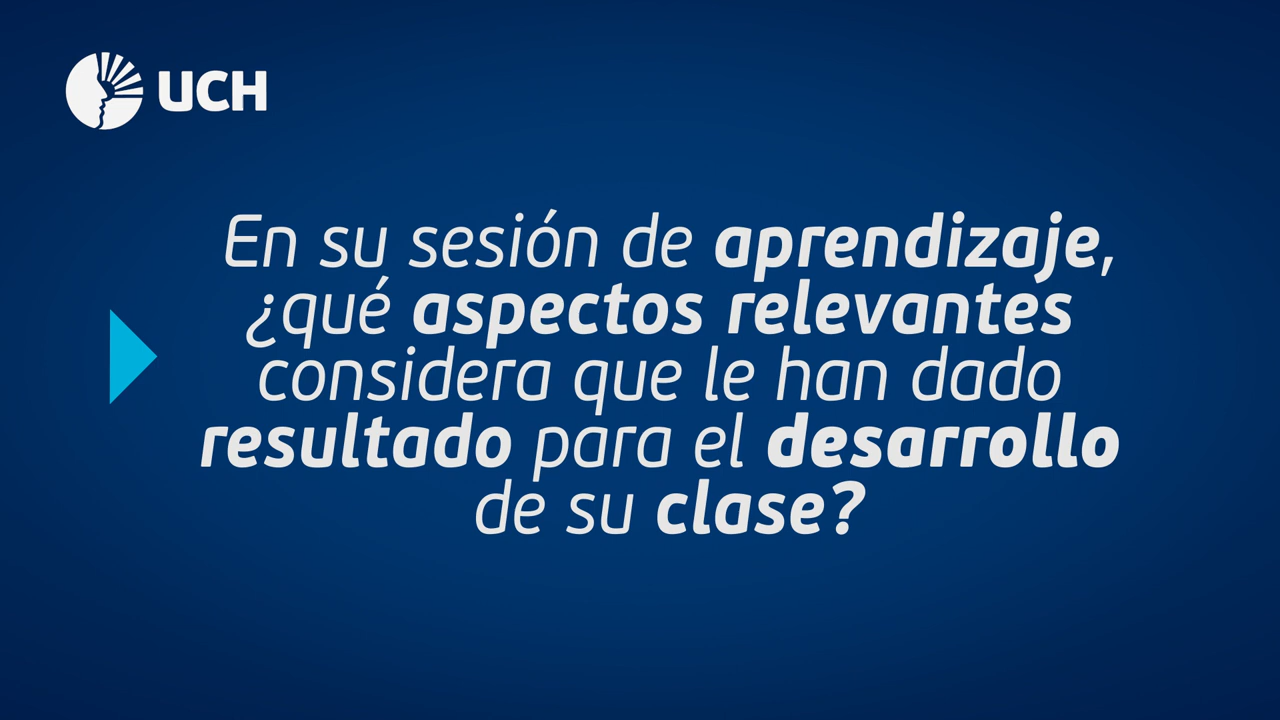 UCH
En su sesión de aprendizaje,
¿qué aspectos relevantes
considera que le han dado
resultado para el desarrollo
de su clase?